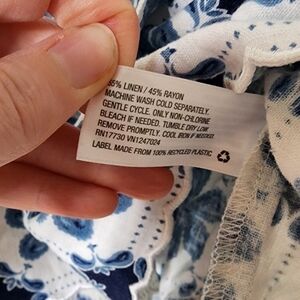 55% LINEN / 45% RAYON
MACHINE WASH COLD SEPARATELY.
GENTLE CYCLE. ONLY NON-CHLORINE
BLEACH IF NEEDED. TUMBLE DRY LOW.
REMOVE PROMPTLY. COOL IRON IF NEEDED.
RN17730 VN1247024
LABEL MADE FROM 100% RECYCLED PLASTIC